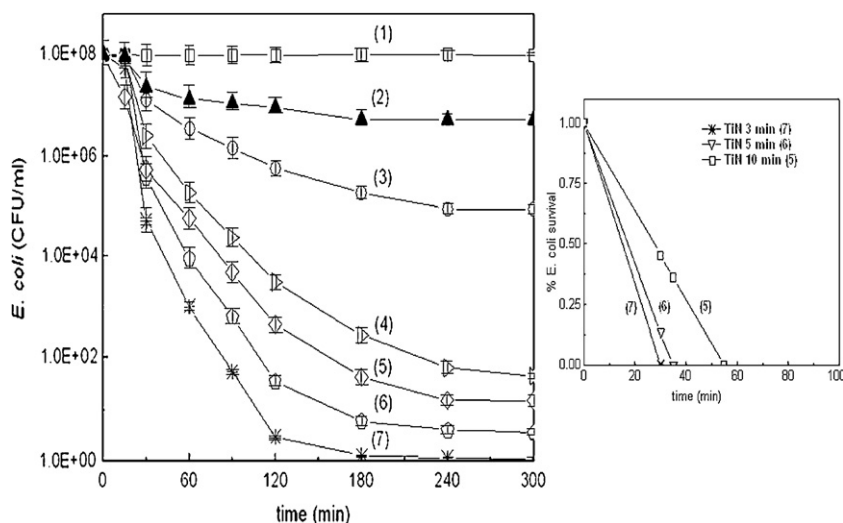 1.0E+08
1.0E+06
1.0E+04
1.0E+02
1.0E+00
E. coli (CFU/ml)
(1)
(2)
(3)
(4)
(5)
(6)
(7)
0 60 120 180 240 300
time (min)
1.00
0.75
0.50
0.25
0.00
% E. coli survival
TiN 3 min (7)
TiN 5 min (6)
TiN 10 min (5)
(7) (6) (5)
0 20 40 60 80 100
time (min)